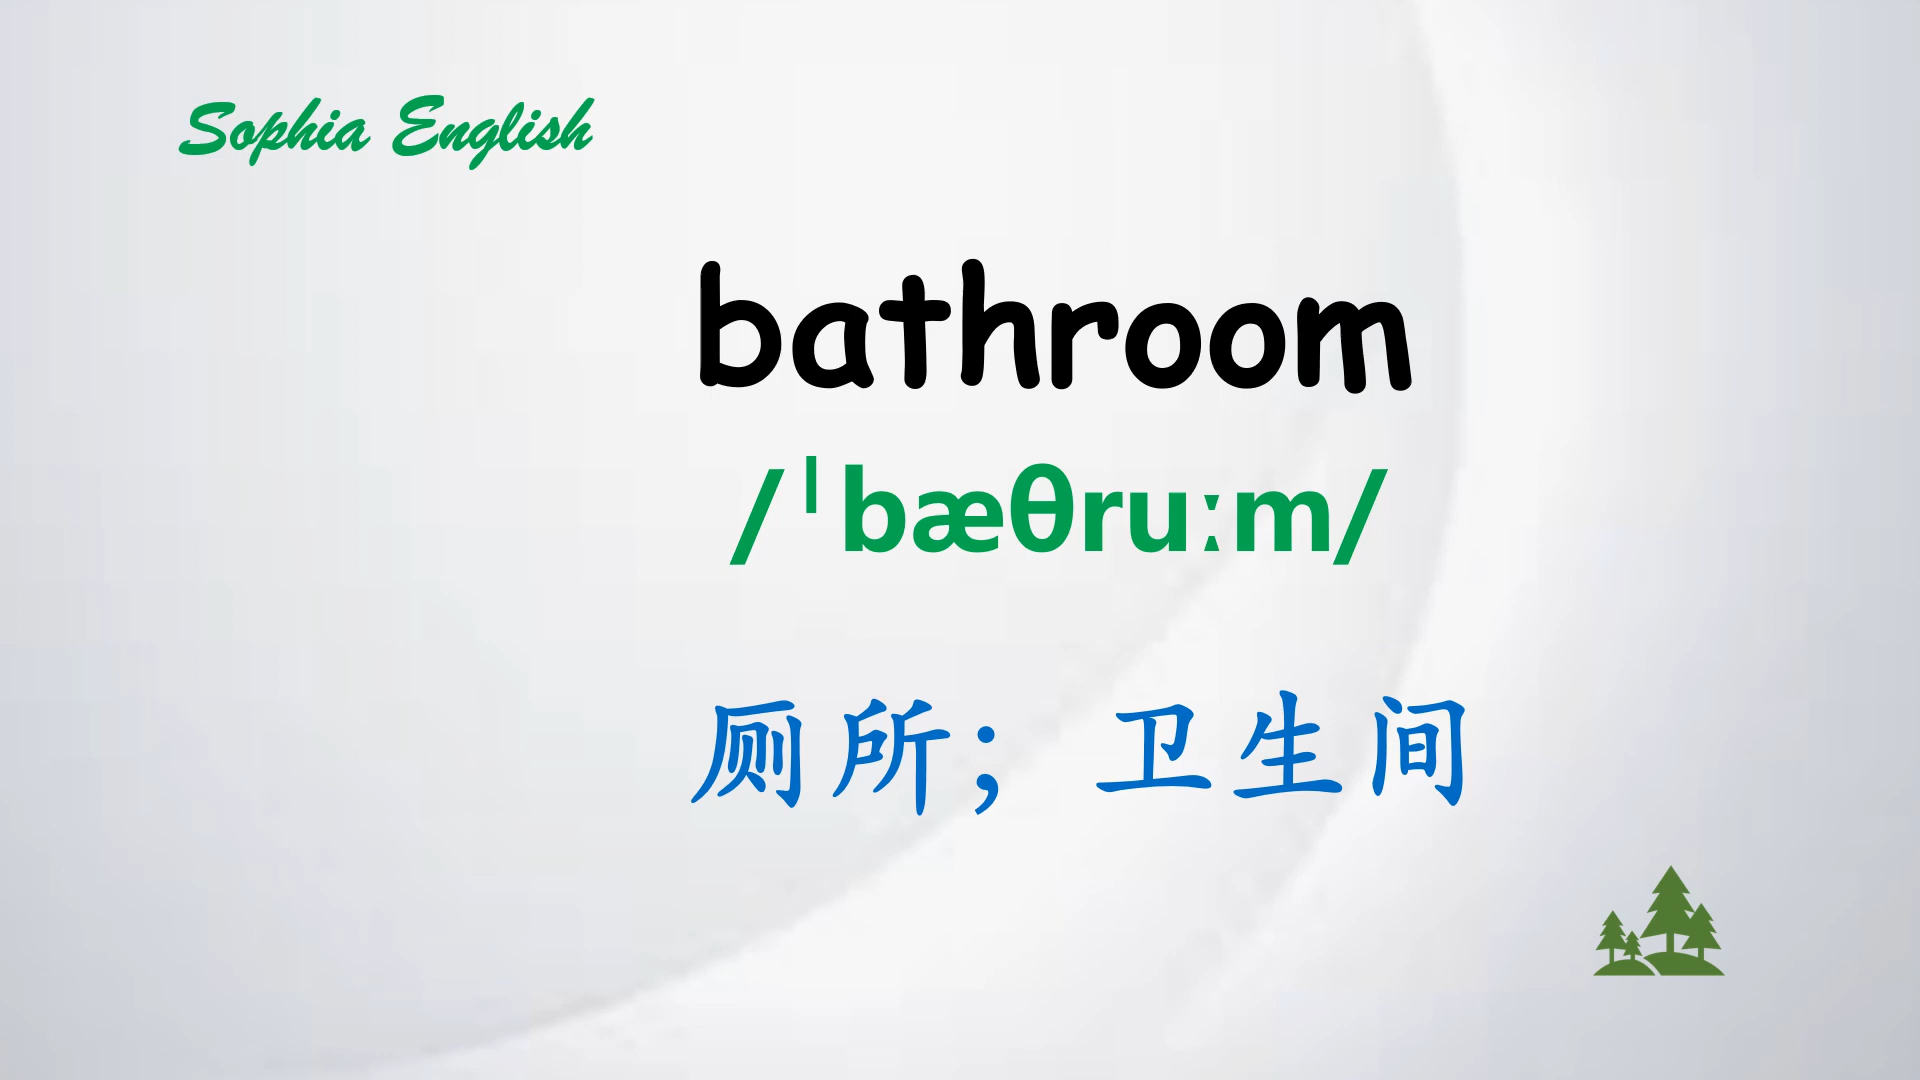 Sophia English
bathroom
/ˈbæθruːm/
厕所；卫生间